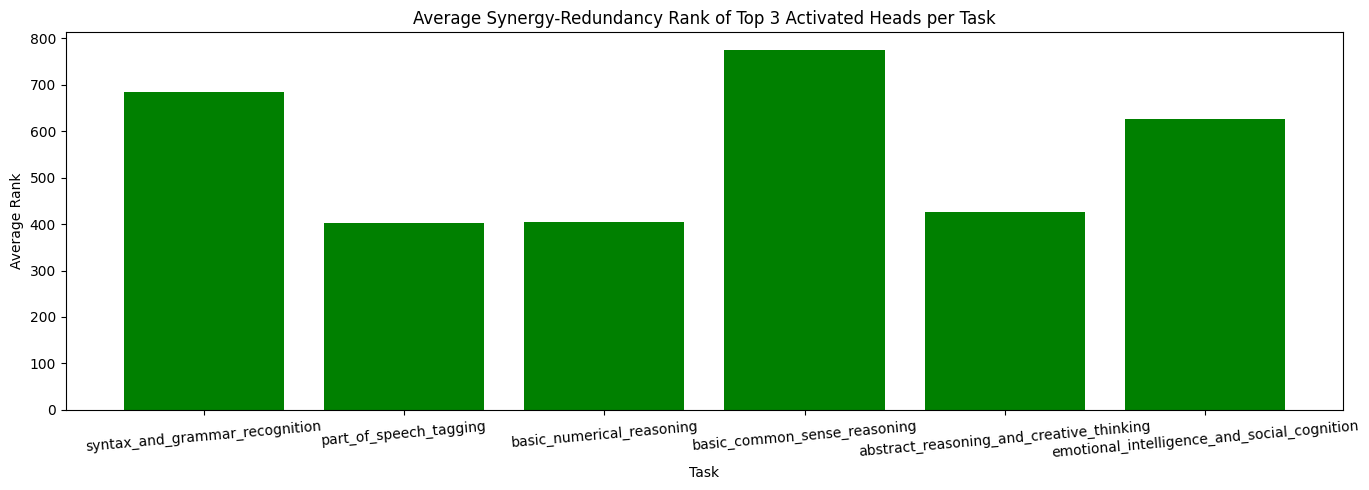 Average Synergy-Redundancy Rank of Top 3 Activated Heads per Task
800
700
600
500
400
300
200
100
0
Average Rank
syntax_and_grammar_recognition
part_of_speech_tagging
basic_numerical_reasoning
basic_common_sense_reasoning
abstract_reasoning_and_creative_thinking
emotional_intelligence_and_social_cognition
Task